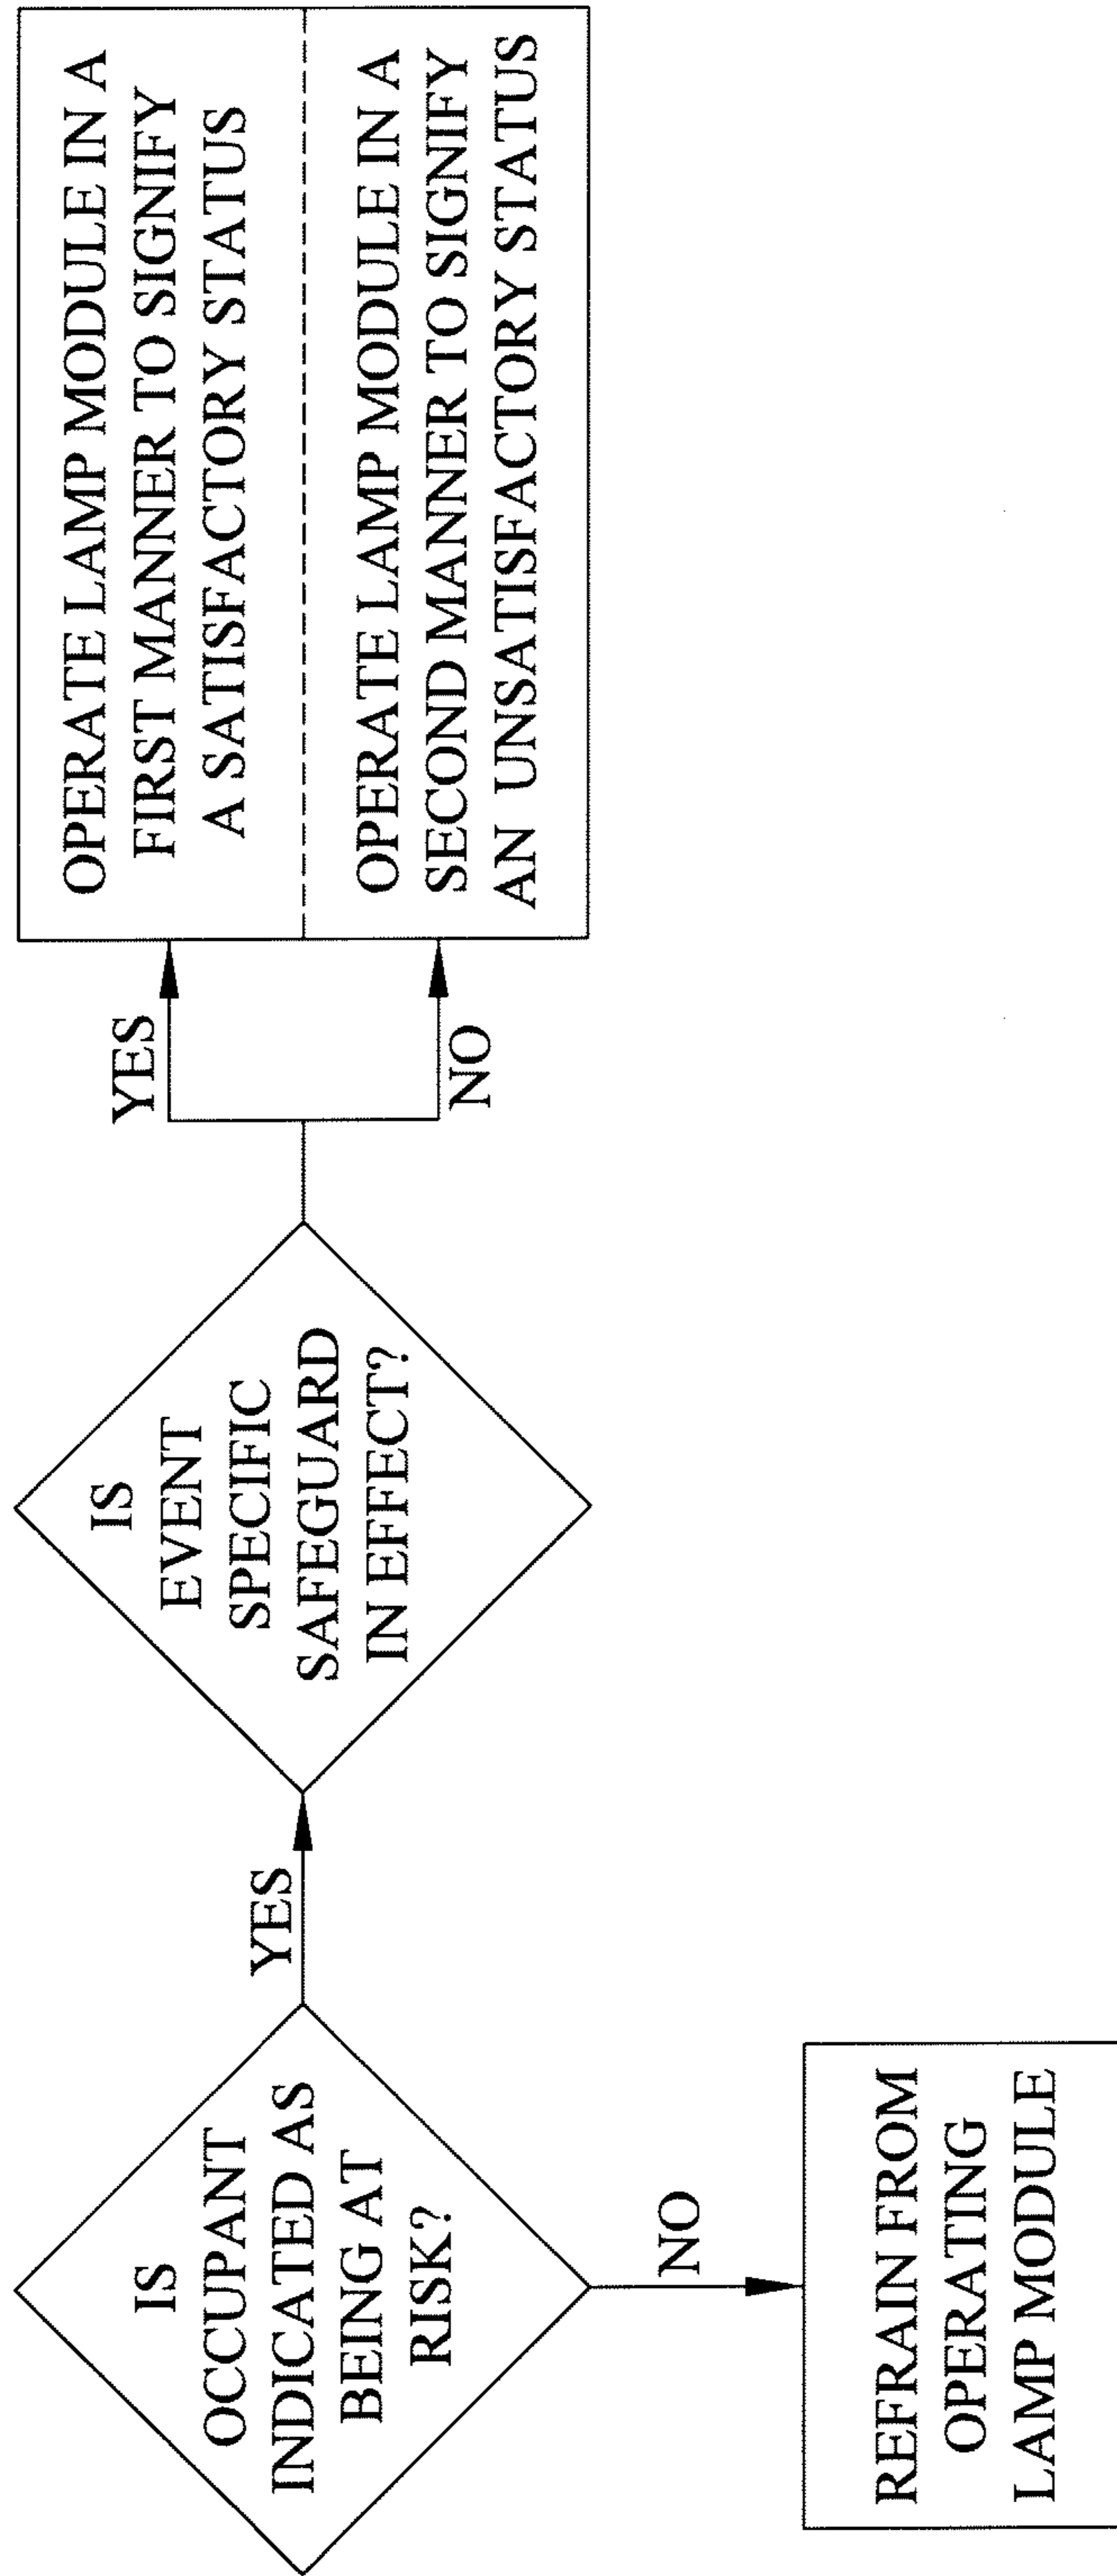 IS
OCCUPANT
INDICATED AS
BEING AT
RISK?
YES
NO
REFRAIN FROM
OPERATING
LAMP MODULE
IS
EVENT
SPECIFIC
SAFEGUARD
IN EFFECT?
YES
NO
OPERATE LAMP MODULE IN A
FIRST MANNER TO SIGNIFY
A SATISFACTORY STATUS
OPERATE LAMP MODULE IN A
SECOND MANNER TO SIGNIFY
AN UNSATISFACTORY STATUS